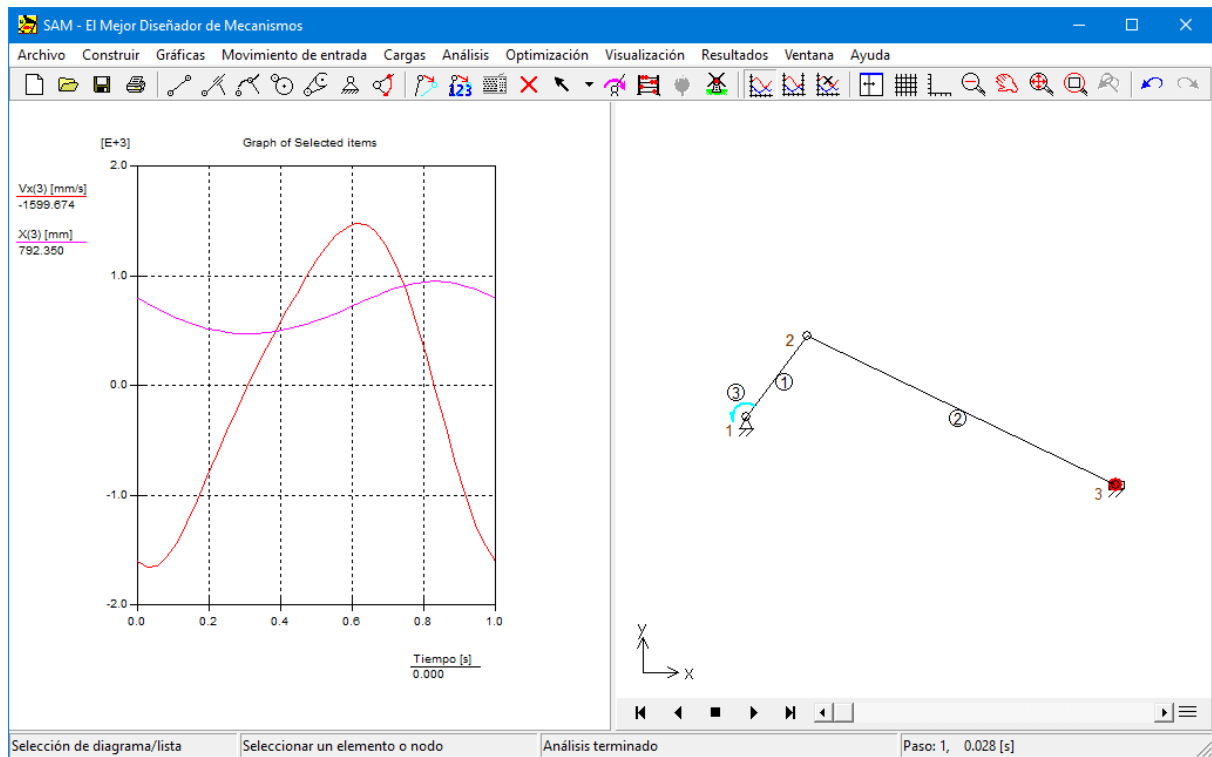 SAM - El Mejor Diseñador de Mecanismos
Archivo Construir Gráficas Movimiento de entrada Cargas Análisis Optimización Visualización Resultados Ventana Ayuda
123
[E+3] Graph of Selected items
2.0
Vx(3) [mm/s]
-1599.674
X(3) [mm]
792.350
1.0
0.0
-1.0
-2.0
0.0 0.2 0.4 0.6 0.8 1.0
Tiempo [s]
0.000
2
1
3
1
2
3
y
x
Selección de diagrama/lista Seleccionar un elemento o nodo Análisis terminado Paso: 1, 0.028 [s]